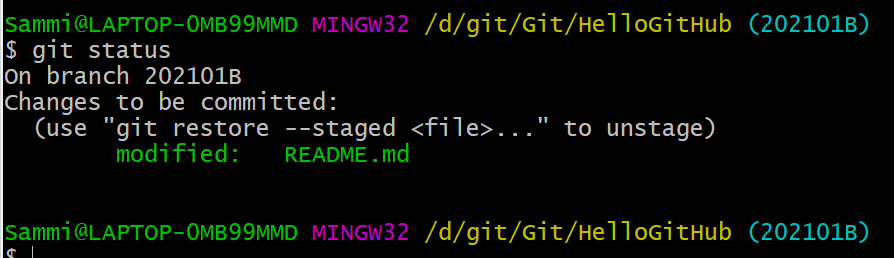 Sammi@LAPTOP-OMB99MMD MINGW32 /d/git/Git/HelloGitHub (202101B)
$ git status
On branch 202101B
Changes to be committed:
  (use "git restore --staged <file>..." to unstage)
        modified:   README.md

Sammi@LAPTOP-OMB99MMD MINGW32 /d/git/Git/HelloGitHub (202101B)
$